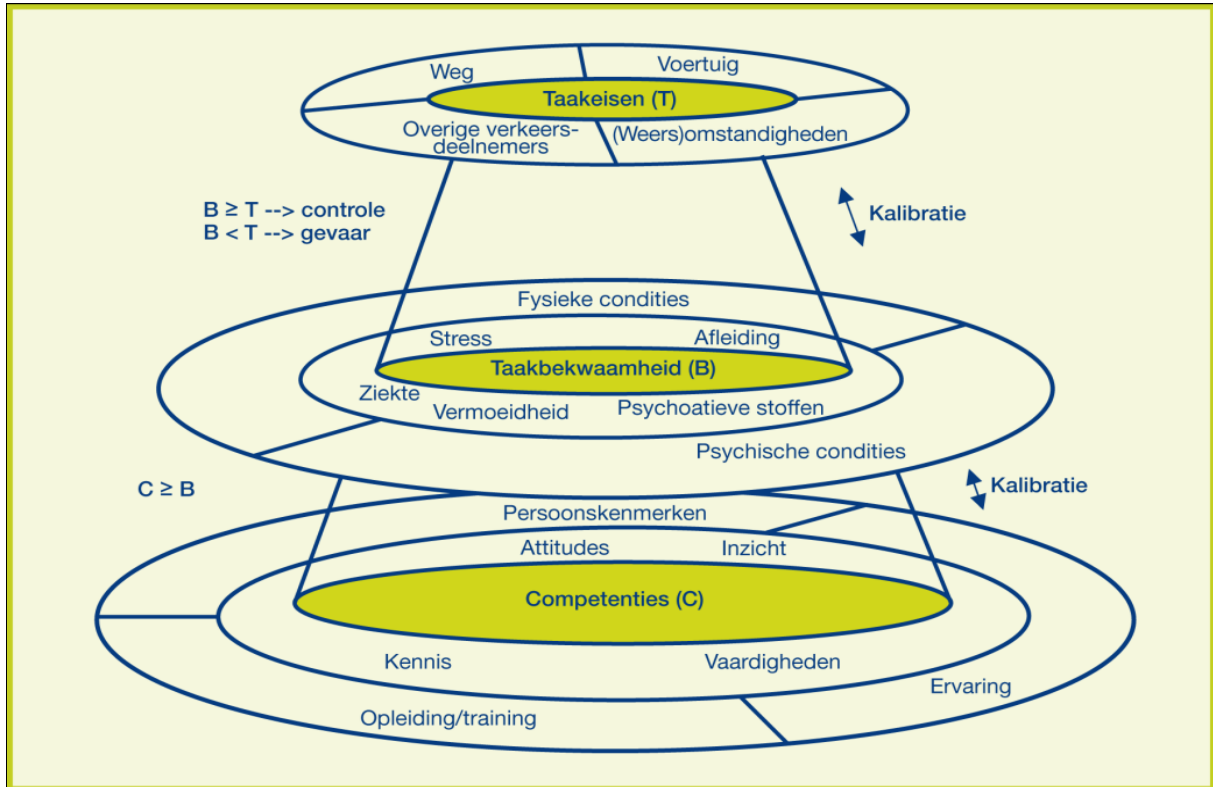 Weg
Voertuig
Taakeisen (T)
Overige verkeers-
deelnemers
(Weers)omstandigheden
B ≥ T --> controle
B < T --> gevaar
Kalibratie
Fysieke condities
Stress
Afleiding
Taakbekwaamheid (B)
Ziekte
Vermoeidheid
Psychoatieve stoffen
Psychische condities
C ≥ B
Kalibratie
Persoonskenmerken
Attitudes
Inzicht
Competenties (C)
Kennis
Vaardigheden
Ervaring
Opleiding/training